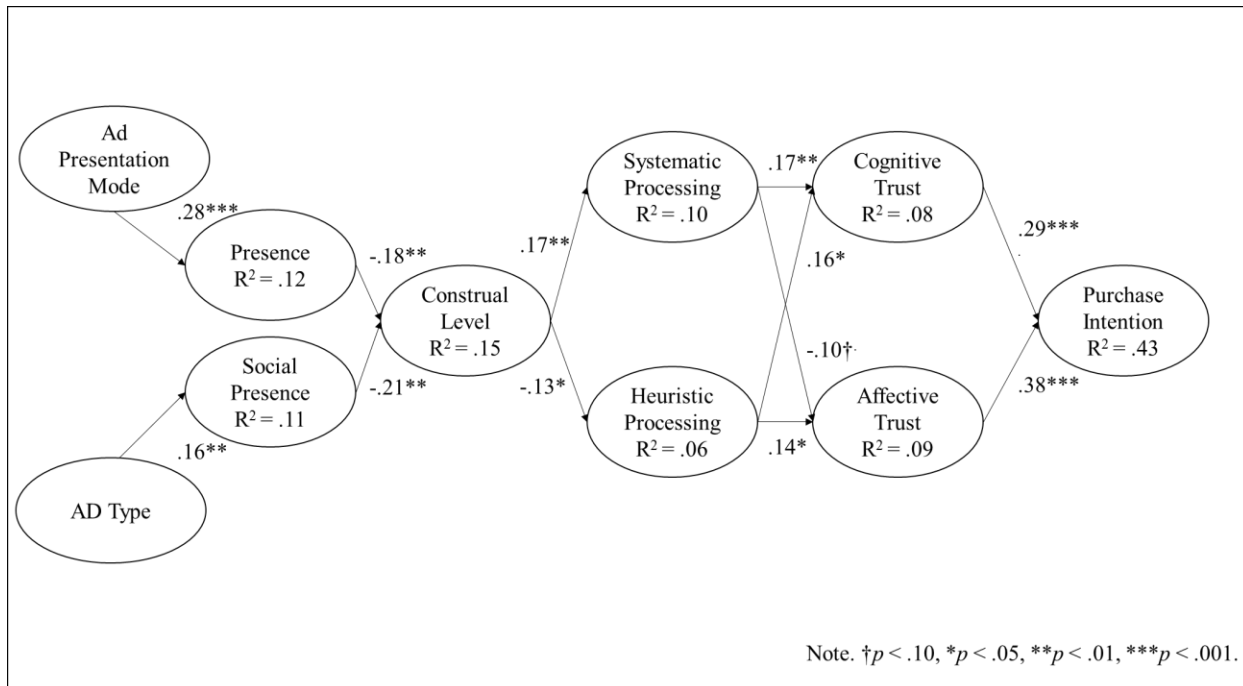 Ad
Presentation
Mode
.28***
Presence
R² = .12
-.18**
Social
Presence
R² = .11
-.21**
.16**
AD Type
Construal
Level
R² = .15
.17**
-.13*
Systematic
Processing
R² = .10
Heuristic
Processing
R² = .06
.17**
.16*
-.10†
.14*
Cognitive
Trust
R² = .08
Affective
Trust
R² = .09
.29***
.38***
Purchase
Intention
R² = .43
Note. †p < .10, *p < .05, **p < .01, ***p < .001.